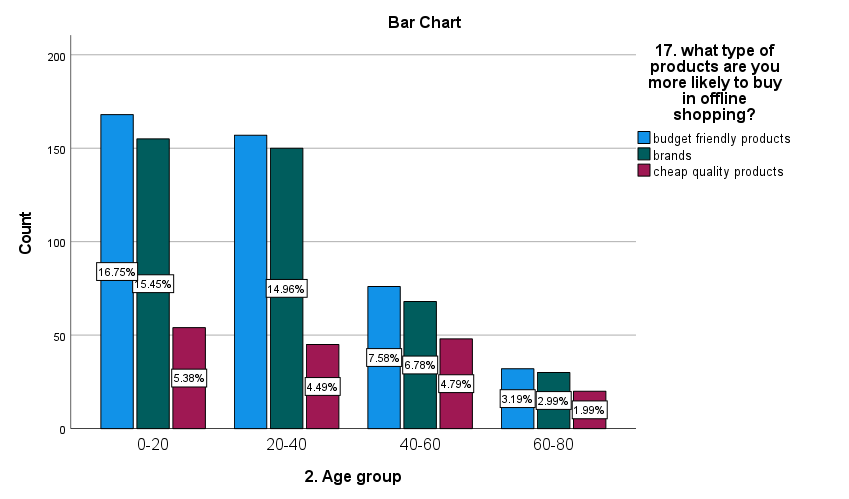 Bar Chart
200
150
100
50
0
Count
16.75%
15.45%
5.38%
14.96%
4.49%
7.58%
6.78%
4.79%
3.19%
2.99%
1.99%
0-20
20-40
40-60
60-80
2. Age group
17. what type of
products are you
more likely to buy
in offline
shopping?
budget friendly products
brands
cheap quality products